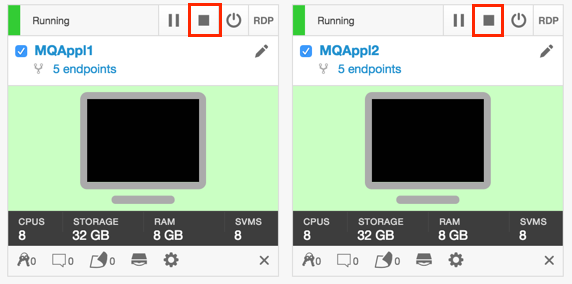 Running RDP
MQAppl1
5 endpoints
CPUS STORAGE RAM SVMS
8 32 GB 8 GB 8
0 0 0
Running RDP
MQAppl2
5 endpoints
CPUS STORAGE RAM SVMS
8 32 GB 8 GB 8
0 0 0